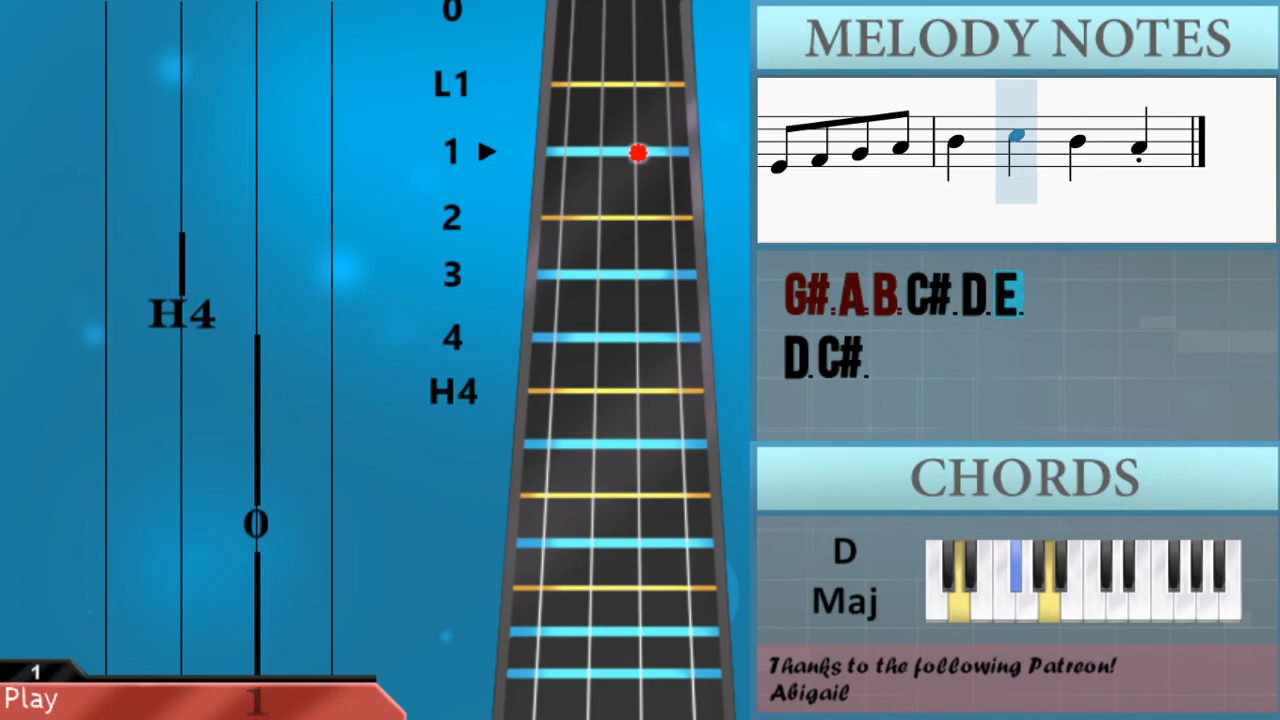 0
L1
1
2
3
4
H4
H4
0
1
Play
1
MELODY NOTES
G#.A.B.C#.D.E.
D.C#.
CHORDS
D
Maj
Thanks to the following Patreon!
Abigail